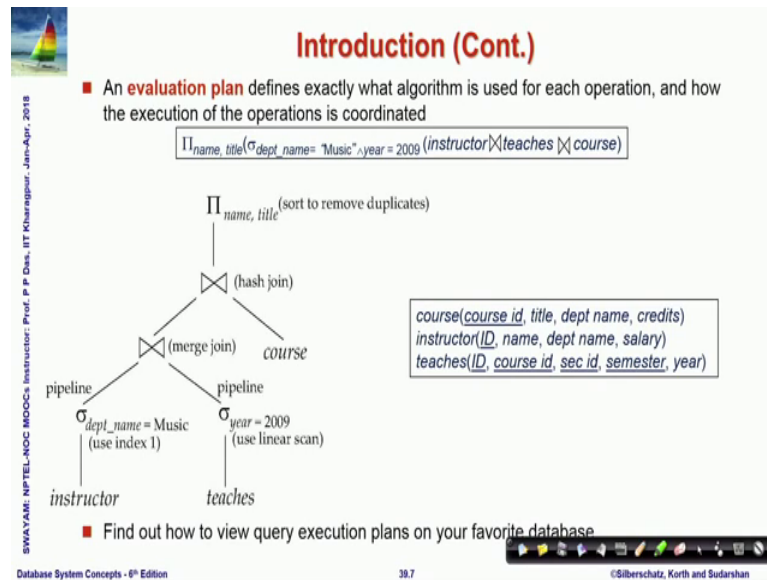 Introduction (Cont.)
An evaluation plan defines exactly what algorithm is used for each operation, and how
the execution of the operations is coordinated
Π name, title(σ dept_name= "Music"∧year = 2009 (instructor⋈teaches ⋈ course)
Π name, title (sort to remove duplicates)
⋈ (hash join)
⋈ (merge join) course
pipeline pipeline
σ dept_name = Music σ year = 2009
(use index 1) (use linear scan)
instructor teaches
course(course id, title, dept name, credits)
instructor(ID, name, dept name, salary)
teaches(ID, course id, sec id, semester, year)
Find out how to view query execution plans on your favorite database
SWAYAM: NPTEL-NOC MOOCs Instructor: Prof. P P Das, IIT Kharagpur. Jan-Apr, 2018
Database System Concepts - 6th Edition 39.7 ©Silberschatz, Korth and Sudarshan